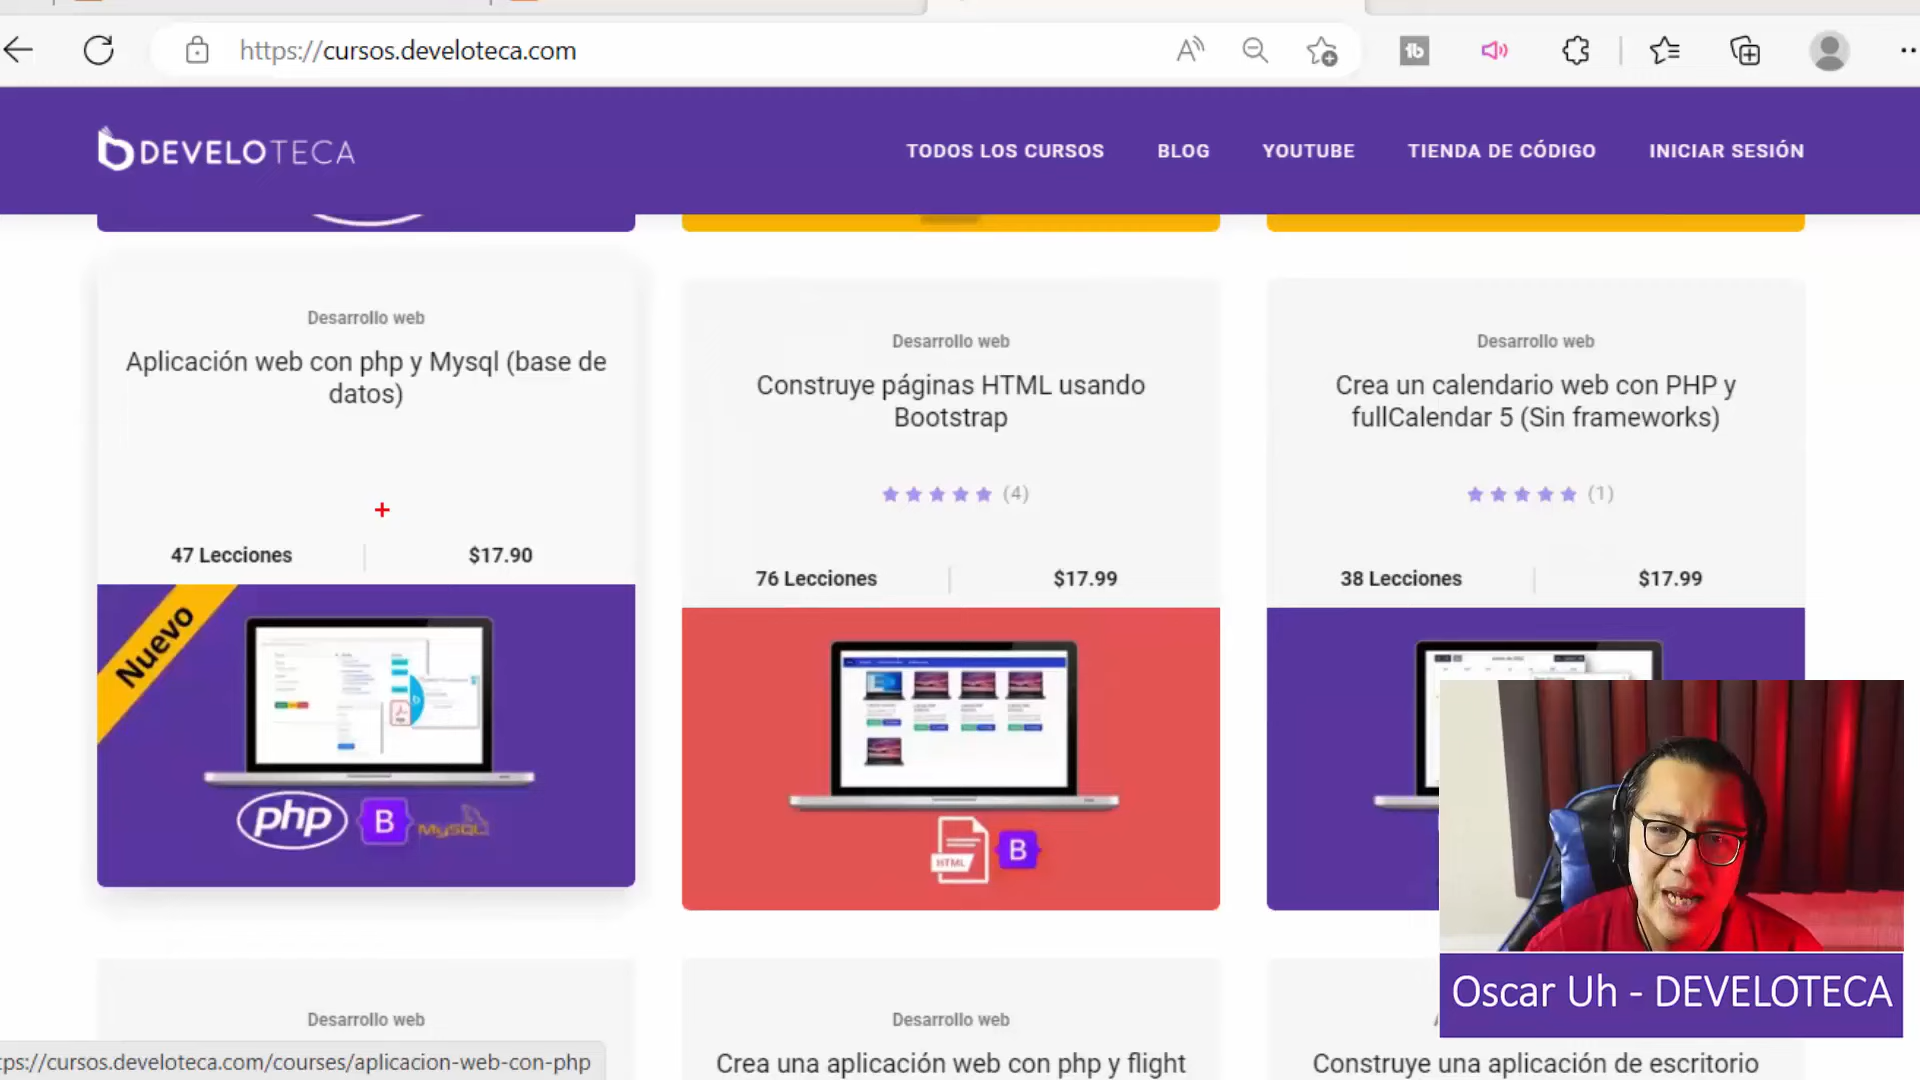 https://cursos.develoteca.com
DEVELOTECA
TODOS LOS CURSOS
BLOG
YOUTUBE
TIENDA DE CÓDIGO
INICIAR SESIÓN
Desarrollo web
Aplicación web con php y Mysql (base de
datos)
47 Lecciones
$17.90
Nuevo
php
B
MySQL
Desarrollo web
Construye páginas HTML usando
Bootstrap
(4)
76 Lecciones
$17.99
HTML
B
Desarrollo web
Crea un calendario web con PHP y
fullCalendar 5 (Sin frameworks)
(1)
38 Lecciones
$17.99
Oscar Uh - DEVELOTECA
Desarrollo web
Desarrollo web
Crea una aplicación web con php y flight
Construye una aplicación de escritorio
tps://cursos.develoteca.com/courses/aplicacion-web-con-php